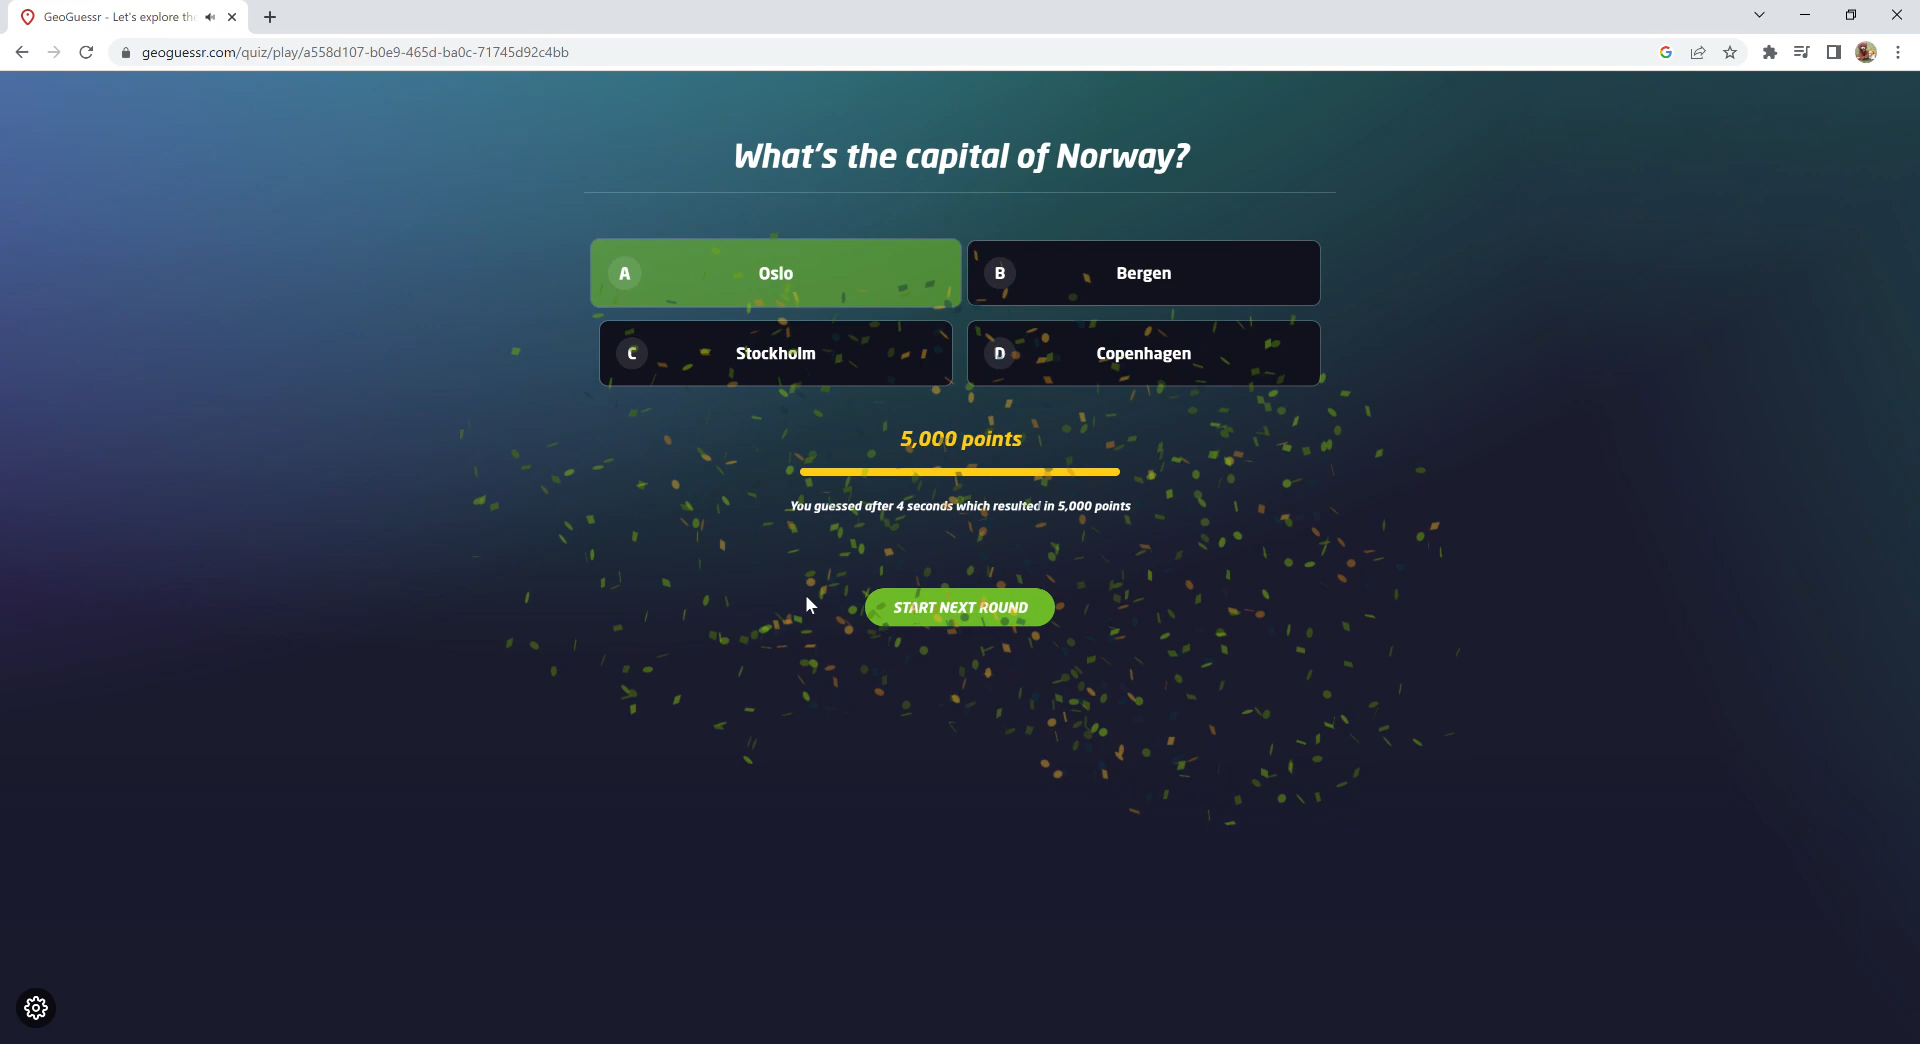 GeoGuessr - Let's explore th
geoguessr.com/quiz/play/a558d107-b0e9-465d-ba0c-71745d92c4bb
What's the capital of Norway?
A Oslo
B Bergen
C Stockholm
D Copenhagen
5,000 points
You guessed after 4 seconds which resulted in 5,000 points
START NEXT ROUND